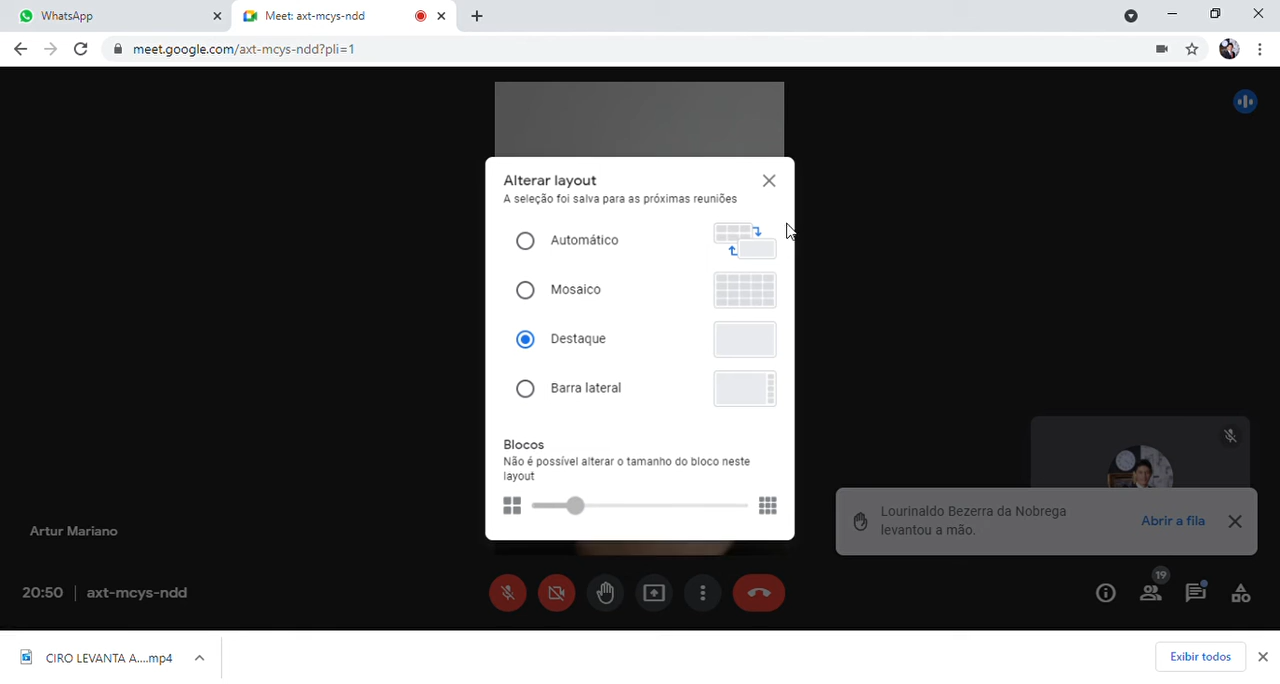 WhatsApp
Meet: axt-mcys-ndd
meet.google.com/axt-mcys-ndd?pli=1
Alterar layout
A seleção foi salva para as próximas reuniões
Automático
Mosaico
Destaque
Barra lateral
Blocos
Não é possível alterar o tamanho do bloco neste
layout
Lourinaldo Bezerra da Nobrega
levantou a mão.
Abrir a fila
Artur Mariano
20:50 | axt-mcys-ndd
19
CIRO LEVANTA A....mp4
Exibir todos